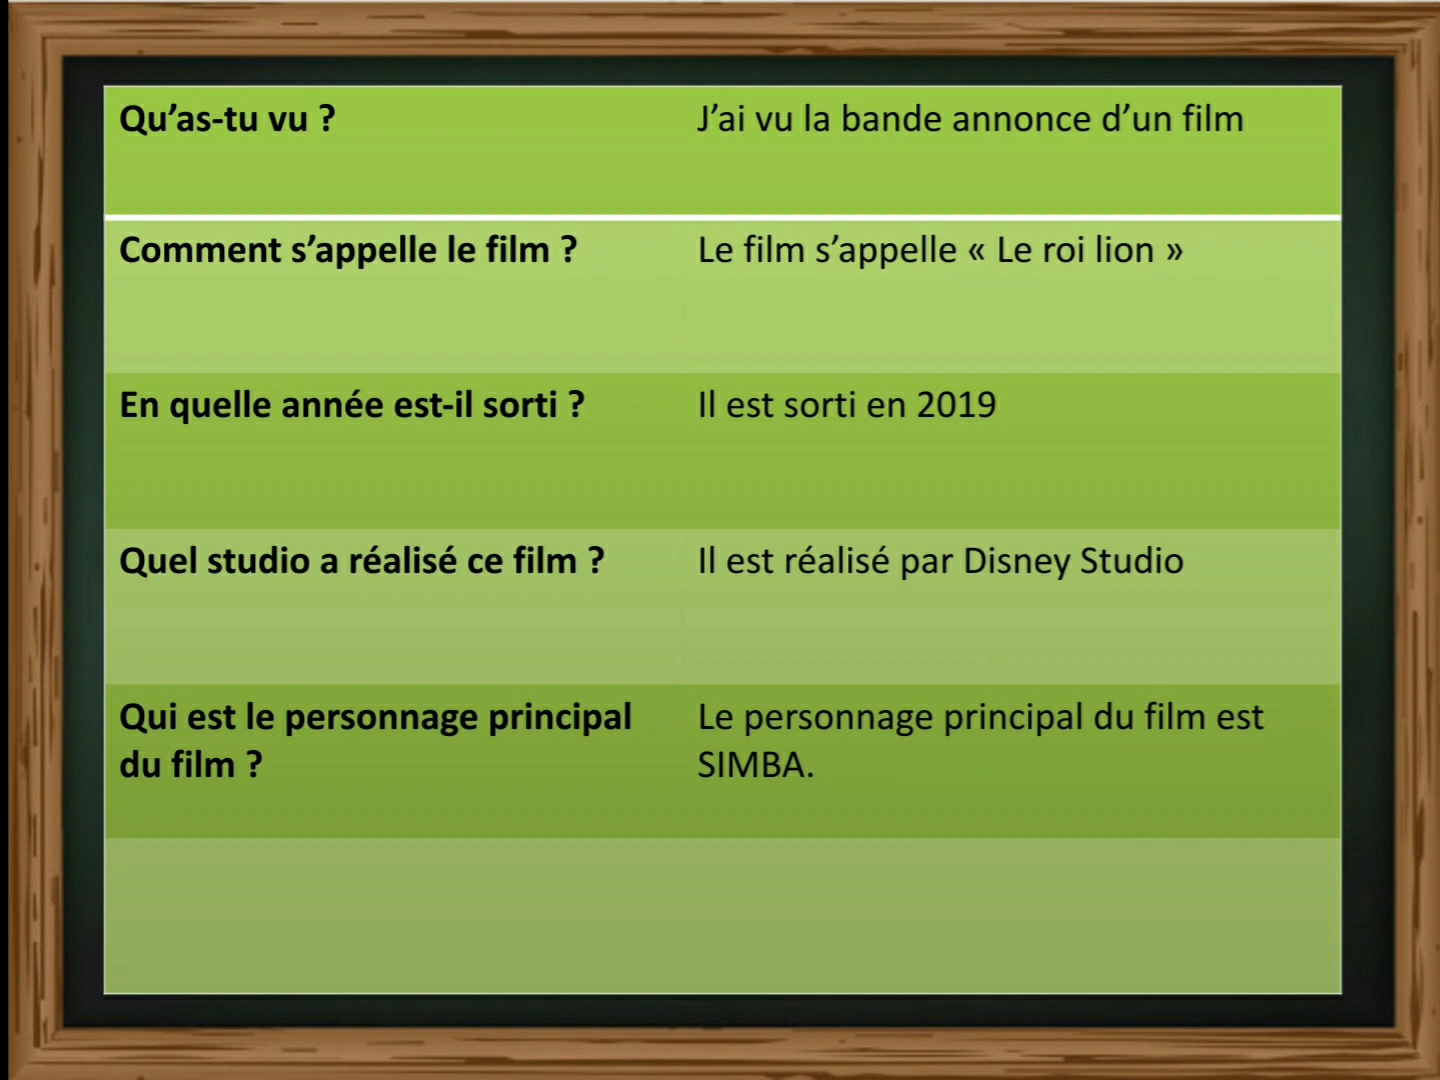 Qu’as-tu vu ?
J’ai vu la bande annonce d’un film
Comment s’appelle le film ?
Le film s’appelle « Le roi lion »
En quelle année est-il sorti ?
Il est sorti en 2019
Quel studio a réalisé ce film ?
Il est réalisé par Disney Studio
Qui est le personnage principal
du film ?
Le personnage principal du film est
SIMBA.